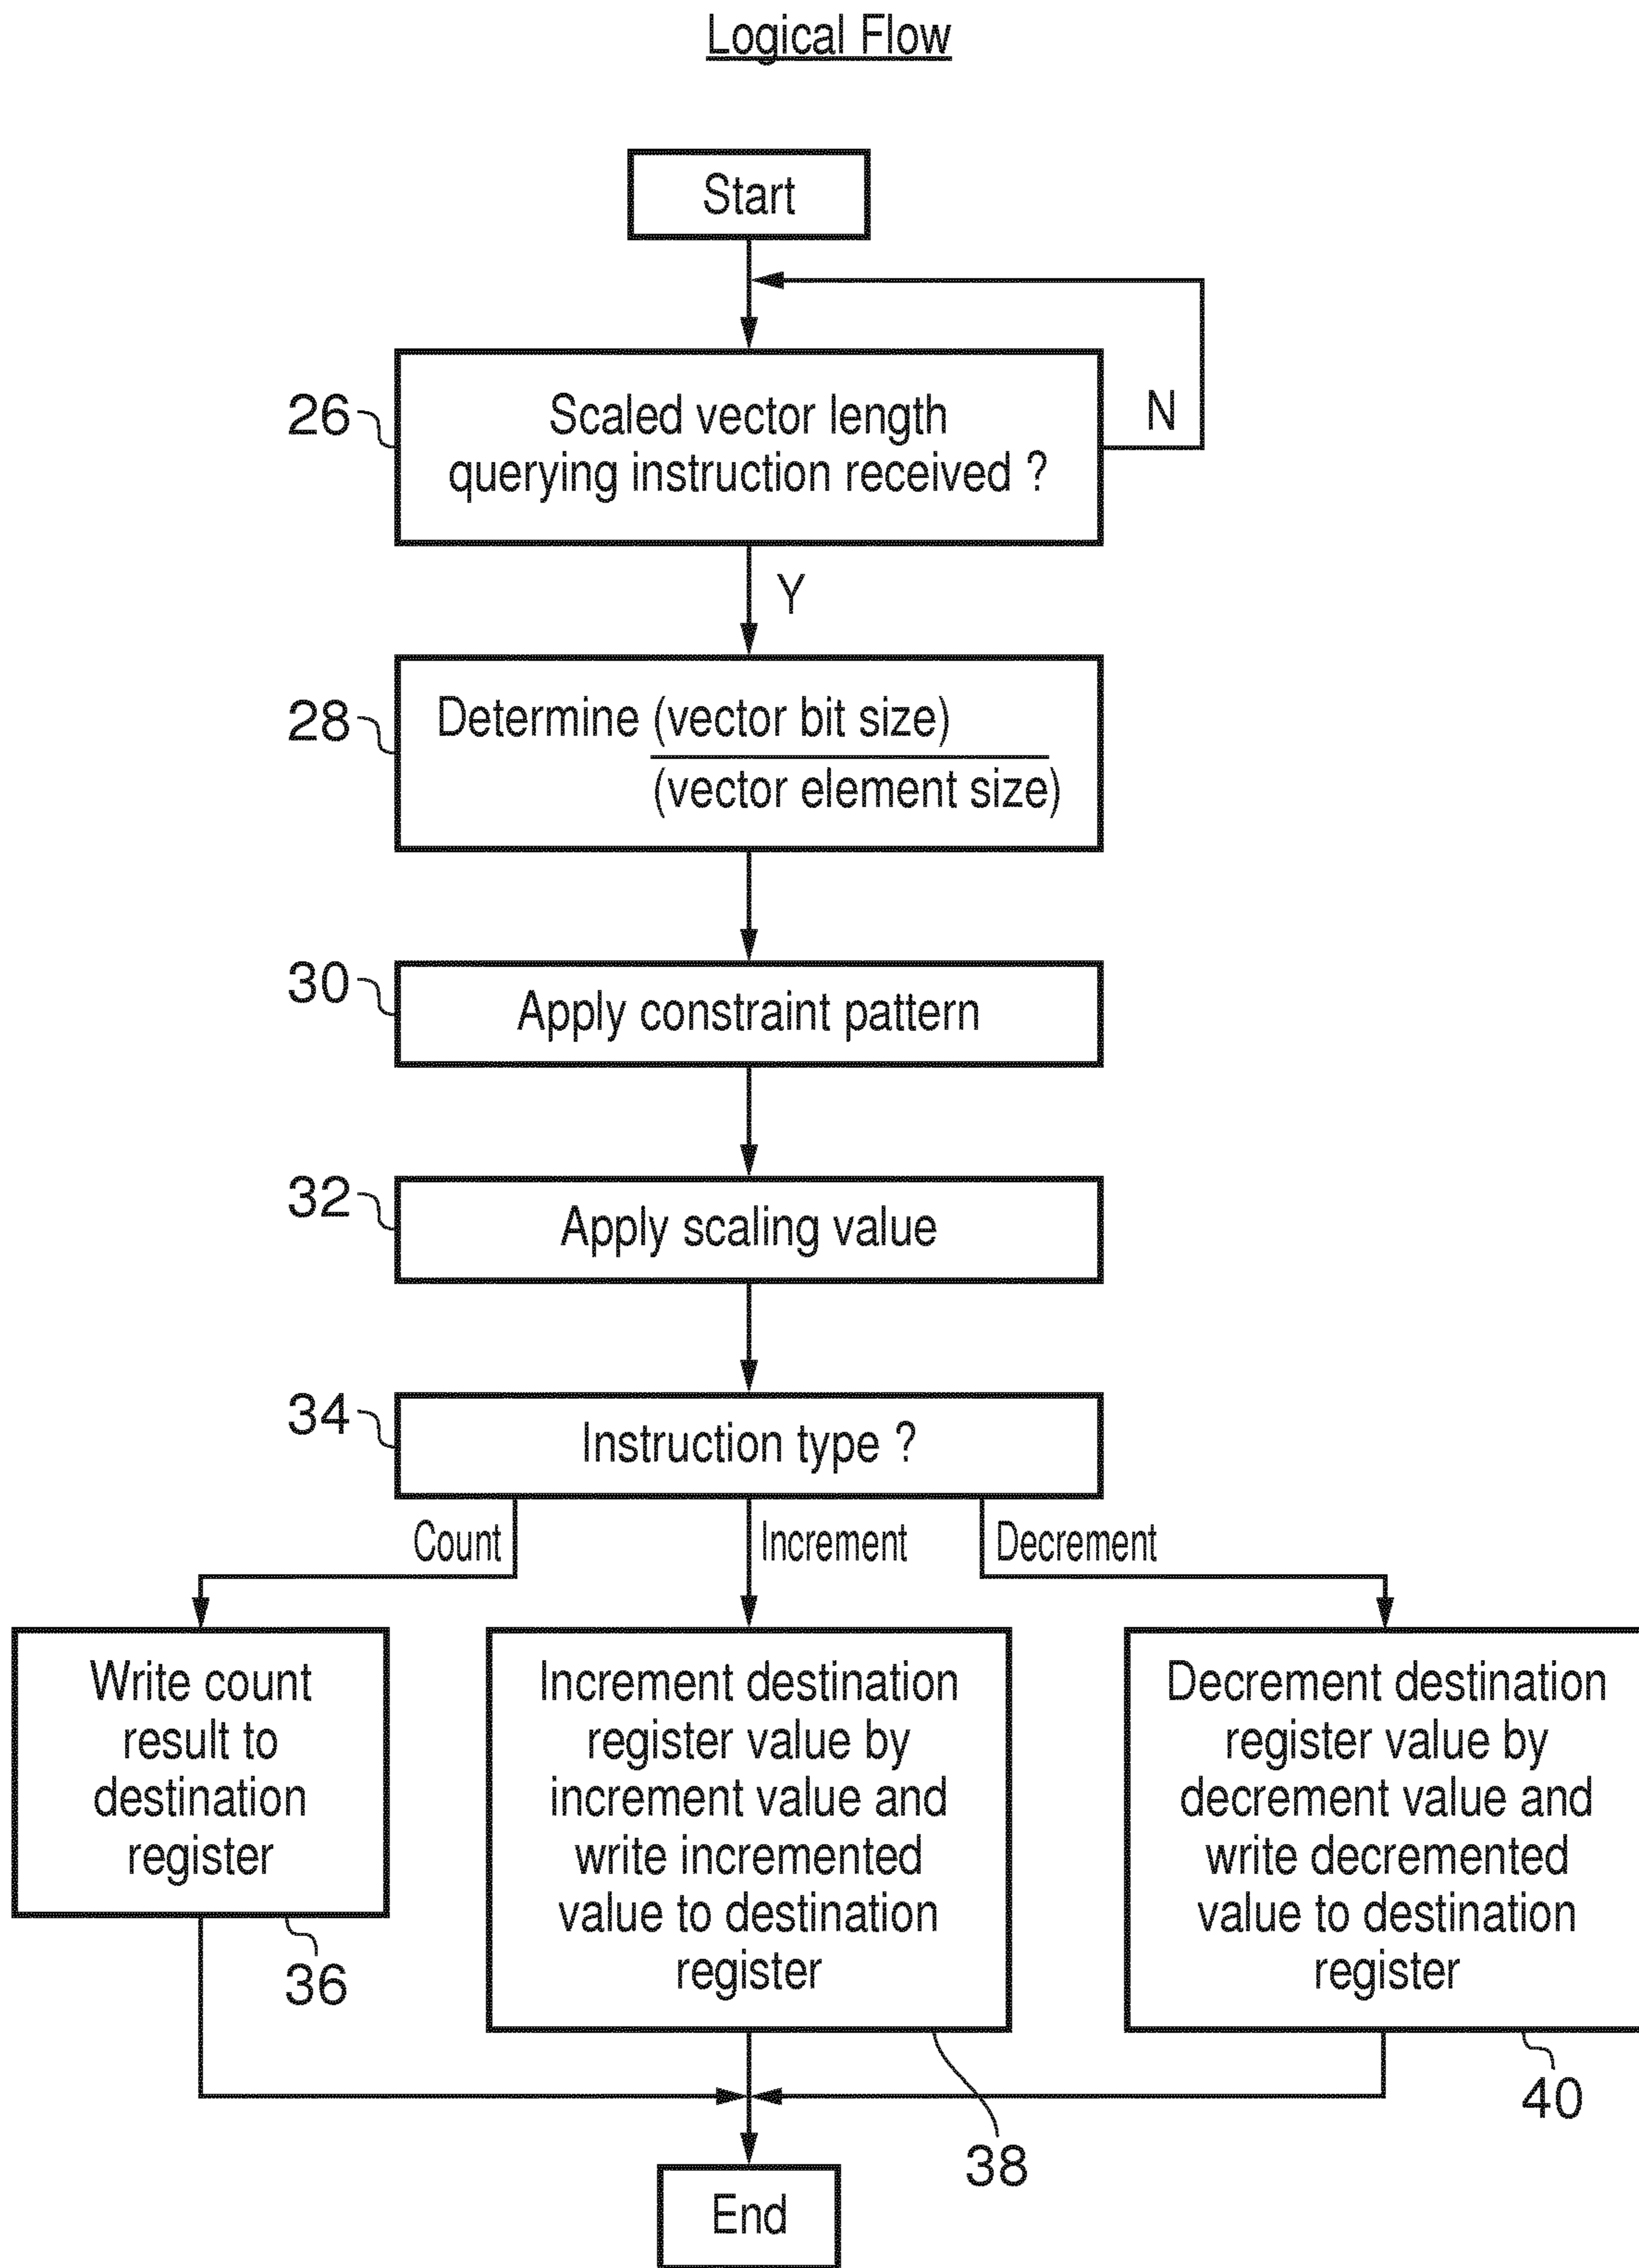 Logical Flow
Start
26
Scaled vector length
querying instruction received ?
N
Y
28
Determine (vector bit size)
(vector element size)
30
Apply constraint pattern
32
Apply scaling value
34
Instruction type ?
Count
Increment
Decrement
Write count
result to
destination
register
36
Increment destination
register value by
increment value and
write incremented
value to destination
register
38
Decrement destination
register value by
decrement value and
write decremented
value to destination
register
40
End